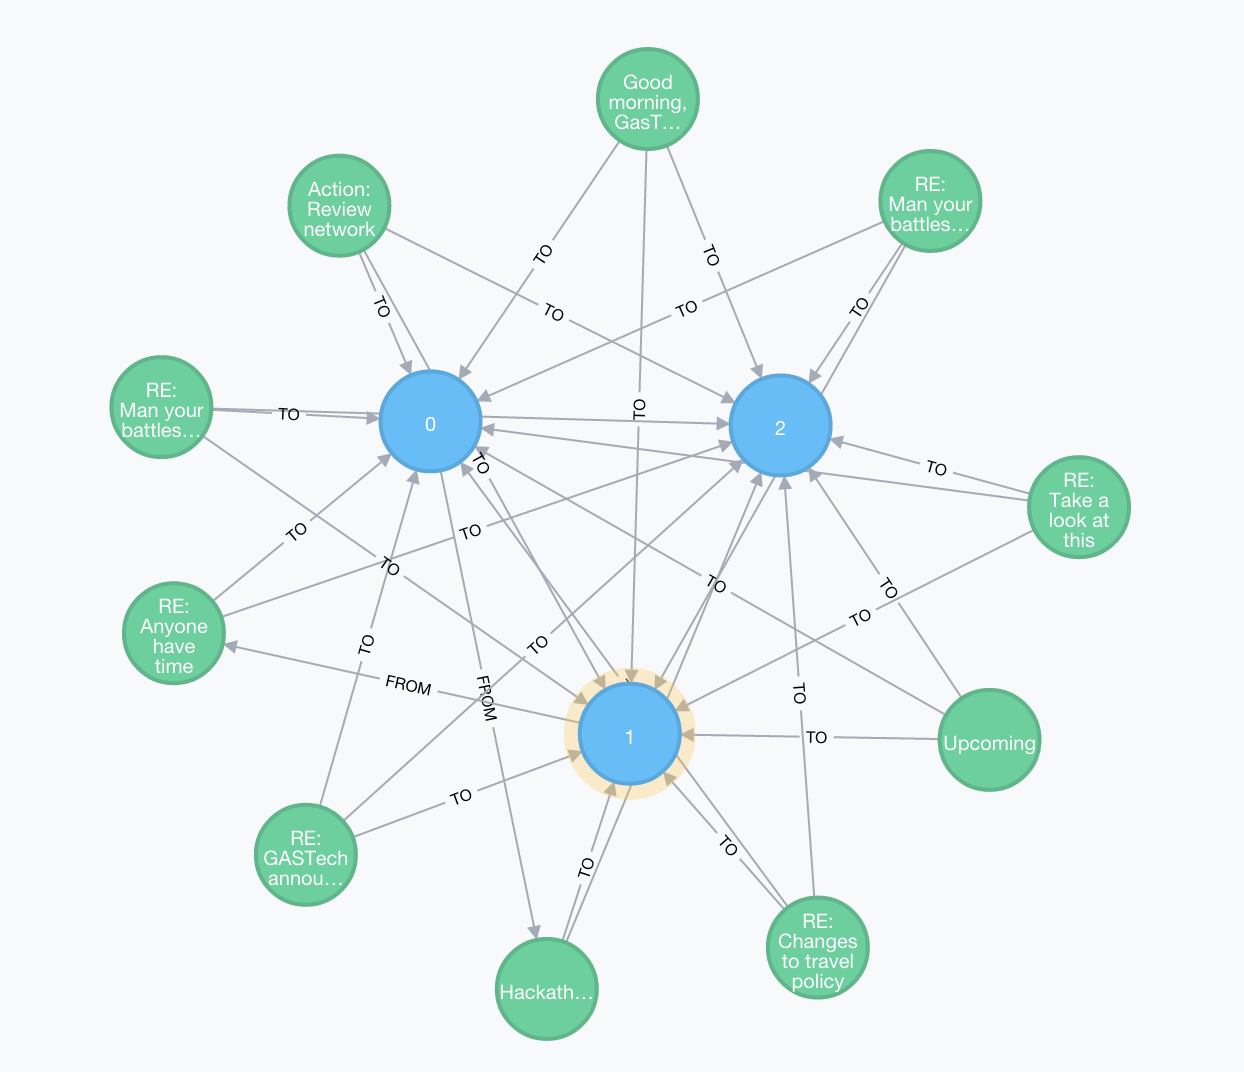 Good
morning,
GasT…
Action:
Review
network
RE:
Man your
battles…
TO
TO
TO
TO
TO
TO
RE:
Man your
battles…
TO
TO
0
2
TO
TO
RE:
Take a
look at
this
TO
TO
TO
TO
TO
RE:
Anyone
have
time
TO
TO
TO
FROM
FROM
TO
1
TO
Upcoming
TO
RE:
GASTech
annou…
TO
TO
Hackath…
RE:
Changes
to travel
policy